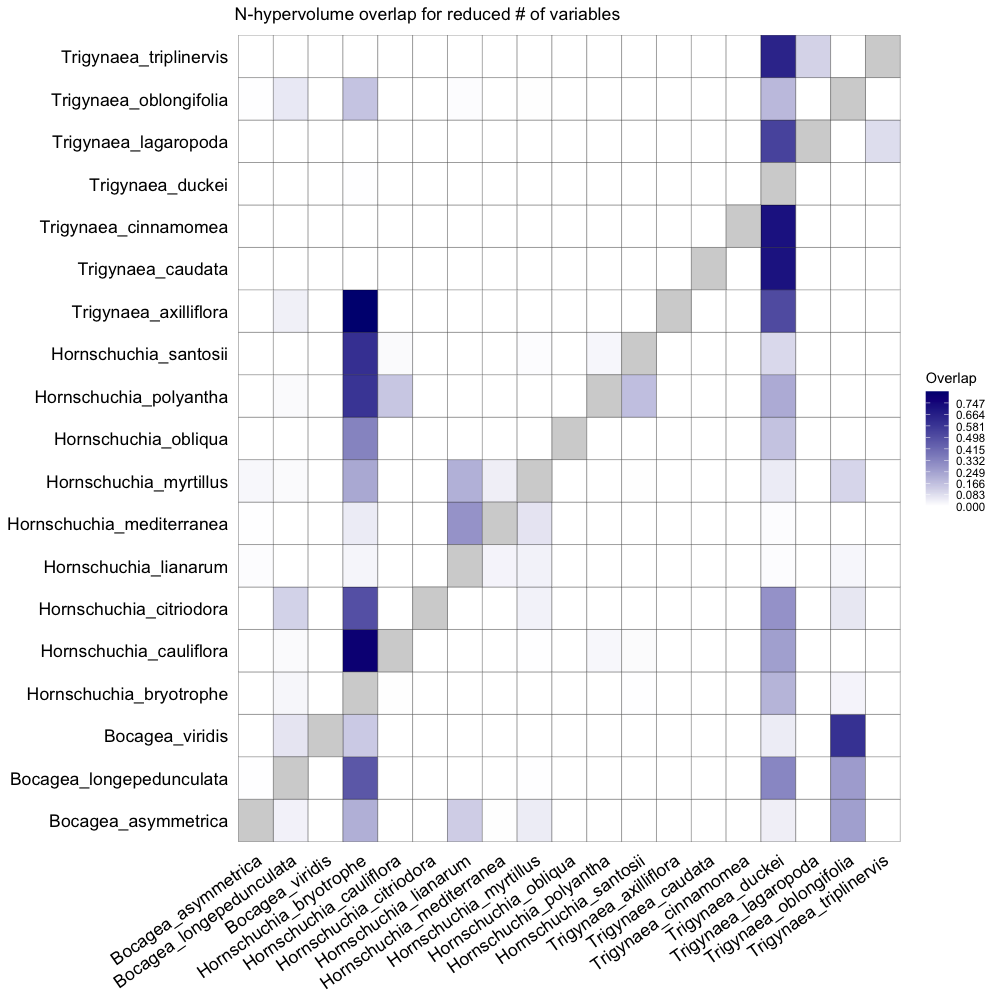 N-hypervolume overlap for reduced # of variables
Trigynaea_triplinervis
Trigynaea_oblongifolia
Trigynaea_lagaropoda
Trigynaea_duckei
Trigynaea_cinnamomea
Trigynaea_caudata
Trigynaea_axilliflora
Hornschuchia_santosii
Hornschuchia_polyantha
Hornschuchia_obliqua
Hornschuchia_myrtillus
Hornschuchia_mediterranea
Hornschuchia_lianarum
Hornschuchia_citriodora
Hornschuchia_cauliflora
Hornschuchia_bryotrophe
Bocagea_viridis
Bocagea_longepedunculata
Bocagea_asymmetrica
Overlap
0.747
0.664
0.581
0.498
0.415
0.332
0.249
0.166
0.083
0.000
Bocagea_asymmetrica
Bocagea_longepedunculata
Bocagea_viridis
Hornschuchia_bryotrophe
Hornschuchia_cauliflora
Hornschuchia_citriodora
Hornschuchia_lianarum
Hornschuchia_mediterranea
Hornschuchia_myrtillus
Hornschuchia_obliqua
Hornschuchia_polyantha
Hornschuchia_santosii
Trigynaea_axilliflora
Trigynaea_caudata
Trigynaea_cinnamomea
Trigynaea_duckei
Trigynaea_lagaropoda
Trigynaea_oblongifolia
Trigynaea_triplinervis